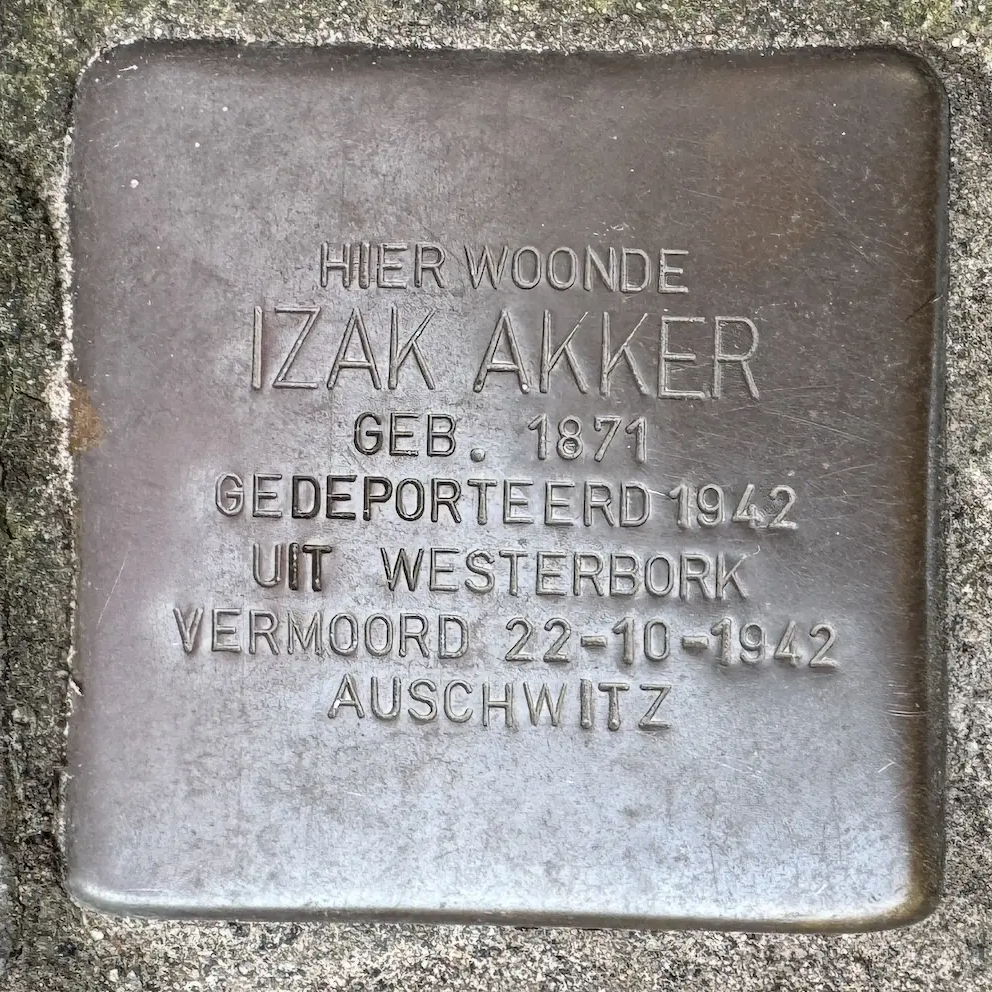 HIER WOONDE
IZAK AKKER
GEB. 1871
GEDEPORTEERD 1942
UIT WESTERBORK
VERMOORD 22-10-1942
AUSCHWITZ